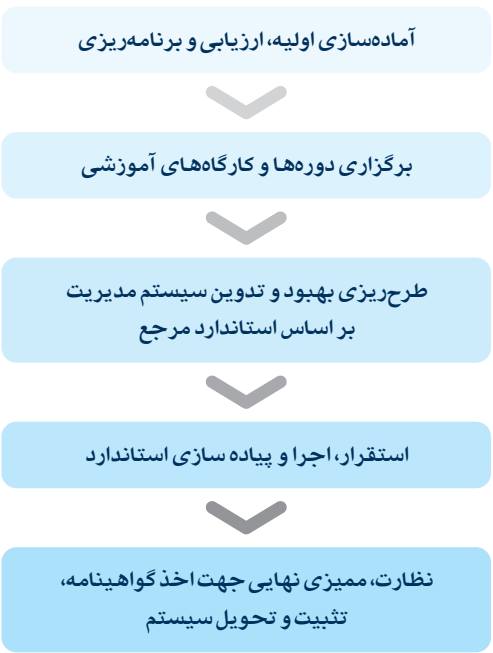 آماده‌سازی اولیه، ارزیابی و برنامه‌ریزی
برگزاری دوره‌ها و کارگاه‌های آموزشی
طرح‌ریزی بهبود و تدوین سیستم مدیریت
بر اساس استاندارد مرجع
استقرار، اجرا و پیاده سازی استاندارد
نظارت، ممیزی نهایی جهت اخذ گواهینامه،
تثبیت و تحویل سیستم